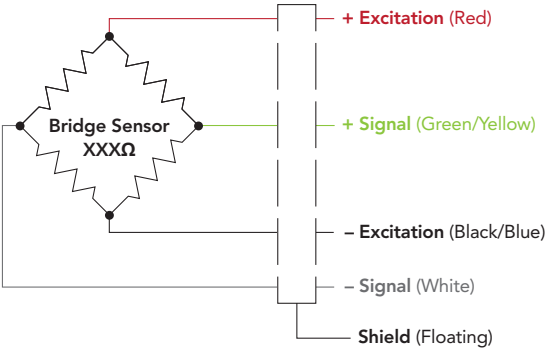 + Excitation (Red)
Bridge Sensor
XXXΩ
+ Signal (Green/Yellow)
– Excitation (Black/Blue)
– Signal (White)
Shield (Floating)